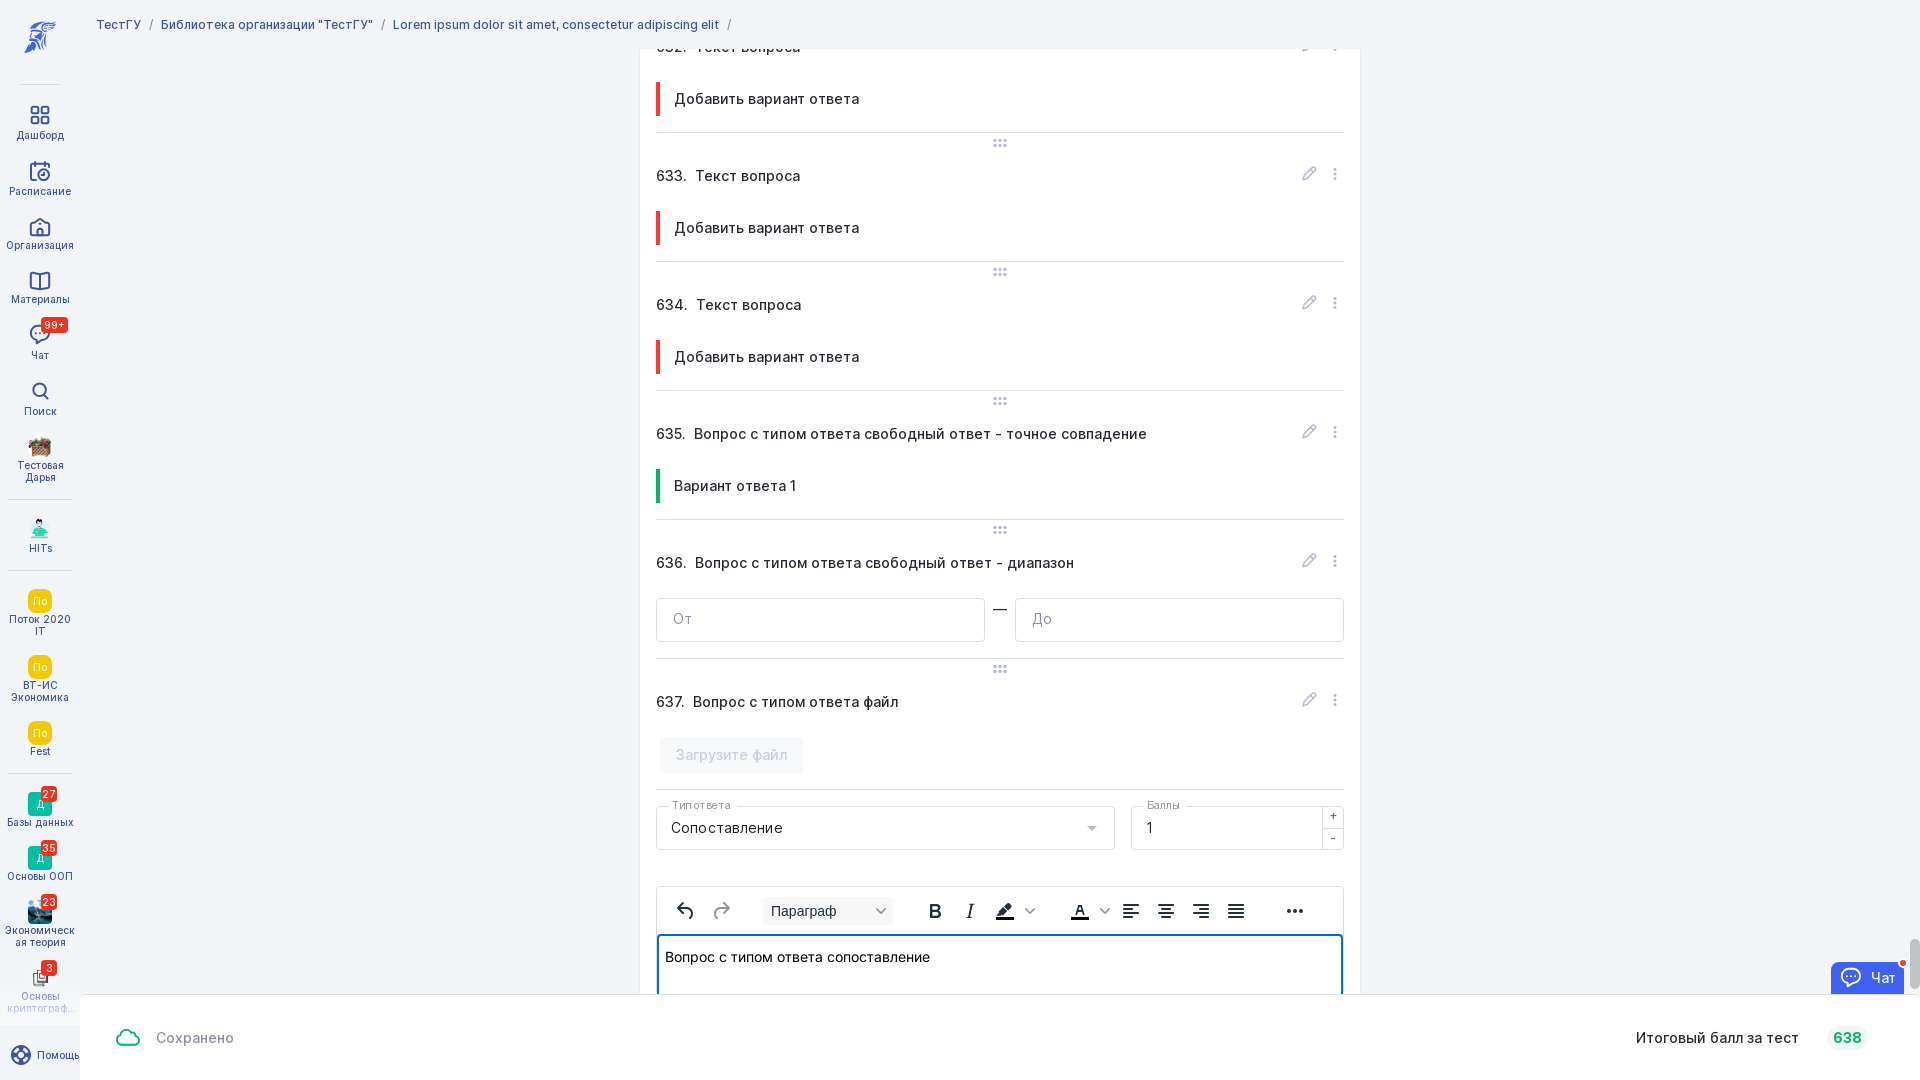 ТестГУ / Библиотека организации "ТестГУ" / Lorem ipsum dolor sit amet, consectetur adipiscing elit /
Дашборд
Расписание
Организация
Материалы
99+
Чат
Поиск
Тестовая
Дарья
HITs
По
Поток 2020
IT
По
ВТ-ИС
Экономика
По
Fest
Д
27
Базы данных
Д
35
Основы ООП
23
Экономическ
ая теория
3
Основы
криптограф...
Помощь
632. Текст вопроса
Добавить вариант ответа
633. Текст вопроса
Добавить вариант ответа
634. Текст вопроса
Добавить вариант ответа
635. Вопрос с типом ответа свободный ответ - точное совпадение
Вариант ответа 1
636. Вопрос с типом ответа свободный ответ - диапазон
От — До
637. Вопрос с типом ответа файл
Загрузите файл
Тип ответа
Сопоставление
Баллы
1
+
-
Параграф
B I A
Вопрос с типом ответа сопоставление
Чат
Сохранено
Итоговый балл за тест 638